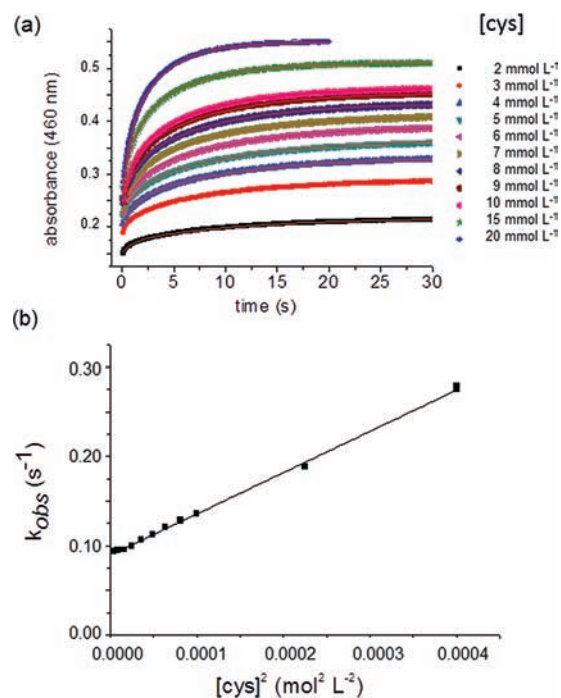 (a)
[cys]
absorbance (460 nm)
0.5
0.4
0.3
0.2
0 5 10 15 20 25 30
time (s)
2 mmol L⁻¹
3 mmol L⁻¹
4 mmol L⁻¹
5 mmol L⁻¹
6 mmol L⁻¹
7 mmol L⁻¹
8 mmol L⁻¹
9 mmol L⁻¹
10 mmol L⁻¹
15 mmol L⁻¹
20 mmol L⁻¹
(b)
kobs (s⁻¹)
0.30
0.20
0.10
0.00
0.0000 0.0001 0.0002 0.0003 0.0004
[cys]² (mol² L⁻²)